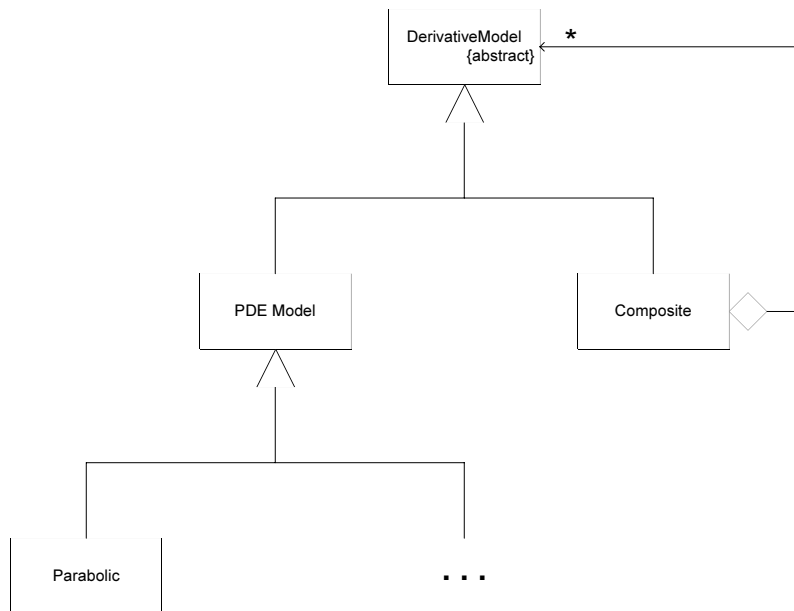 DerivativeModel
{abstract}
*
PDE Model
Composite
Parabolic
. . .